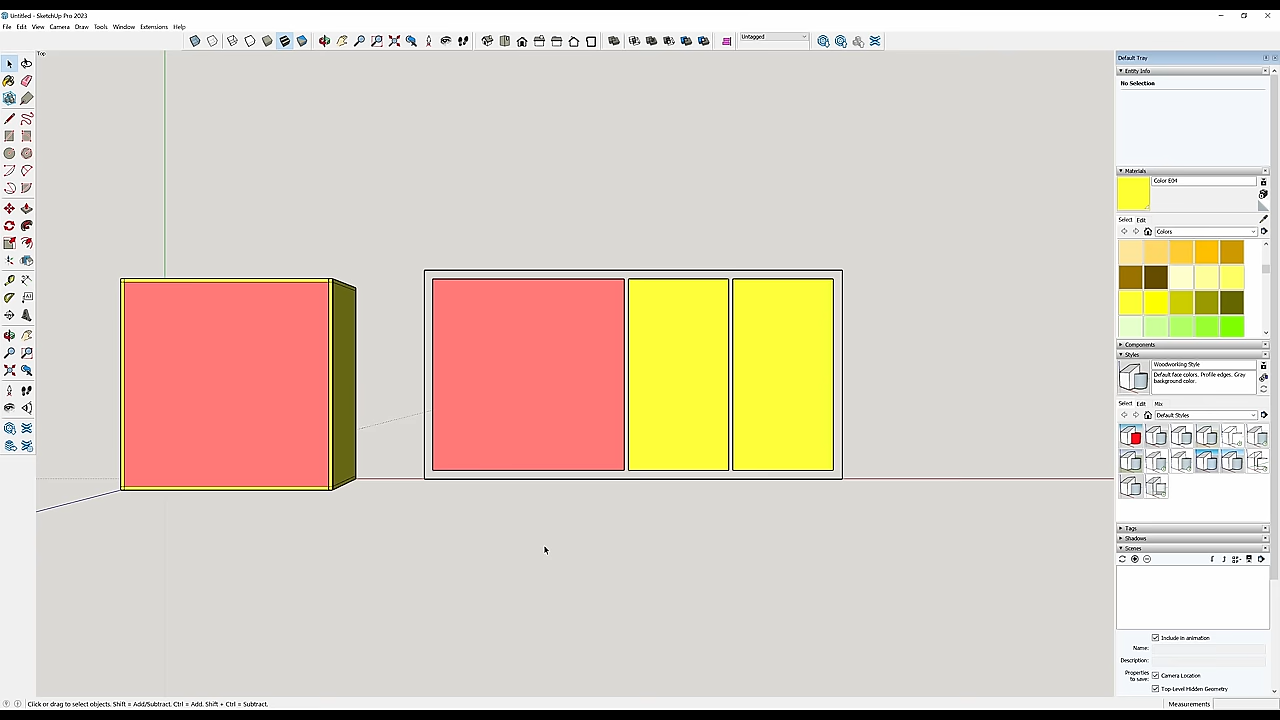 Untitled - SketchUp Pro 2023
File Edit View Camera Draw Tools Window Extensions Help
Untagged
Top
Default Tray
Entity Info
No Selection
Materials
Color E04
Select Edit
Colors
Components
Styles
Woodworking Style
Default face colors. Profile edges. Gray
background color.
Select Edit Mix
Default Styles
Tags
Shadows
Scenes
Include in animation
Name:
Description:
Properties
to save:
Camera Location
Top-Level Hidden Geometry
Click or drag to select objects. Shift = Add/Subtract. Ctrl = Add. Shift + Ctrl = Subtract.
Measurements